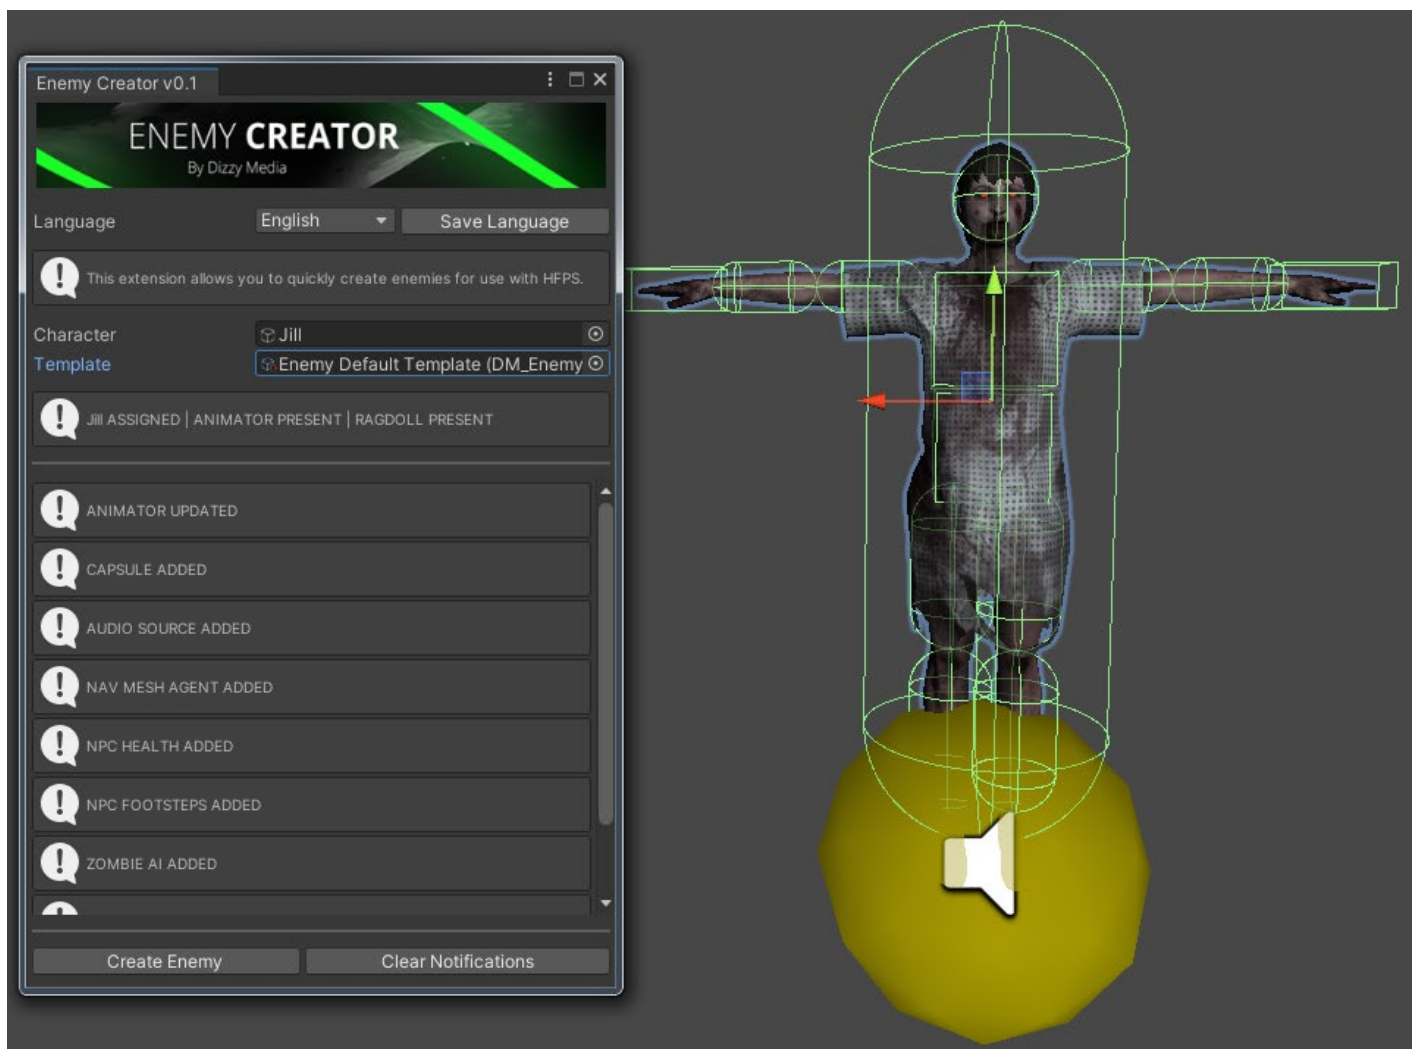 Enemy Creator v0.1
ENEMY CREATOR
By Dizzy Media
Language English Save Language
This extension allows you to quickly create enemies for use with HFPS.
Character Jill
Template Enemy Default Template (DM_Enemy
Jill ASSIGNED | ANIMATOR PRESENT | RAGDOLL PRESENT
ANIMATOR UPDATED
CAPSULE ADDED
AUDIO SOURCE ADDED
NAV MESH AGENT ADDED
NPC HEALTH ADDED
NPC FOOTSTEPS ADDED
ZOMBIE AI ADDED
Create Enemy Clear Notifications